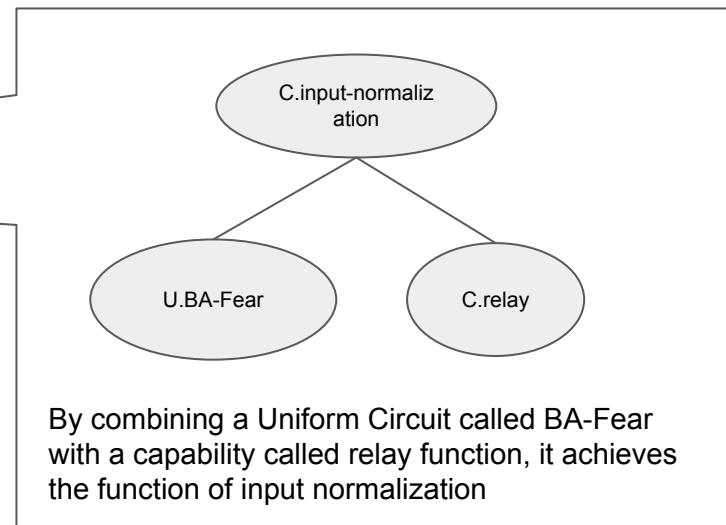 C.input-normaliz
ation
U.BA-Fear
C.relay
By combining a Uniform Circuit called BA-Fear
with a capability called relay function, it achieves
the function of input normalization